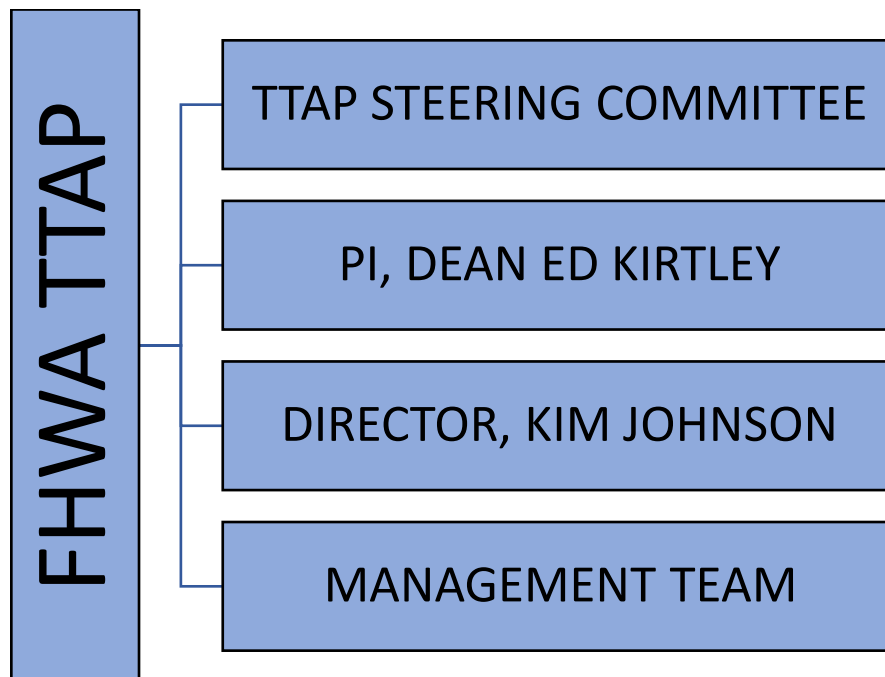 FHWA TTAP
TTAP STEERING COMMITTEE
PI, DEAN ED KIRTLEY
DIRECTOR, KIM JOHNSON
MANAGEMENT TEAM